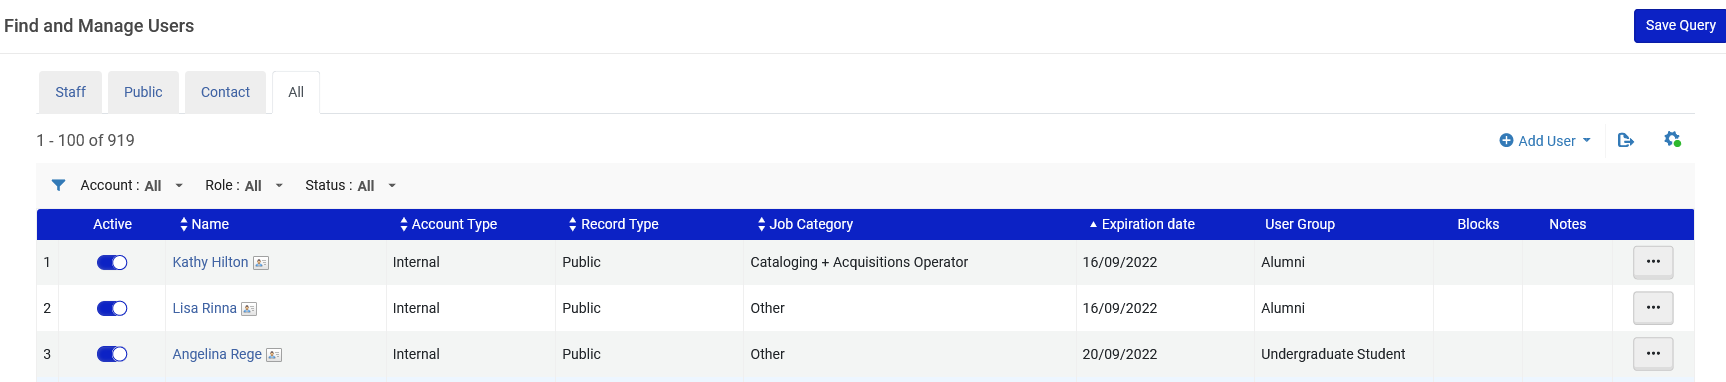 Find and Manage Users
Save Query
Staff Public Contact All
1 - 100 of 919
Add User
Account : All Role : All Status : All
Active Name Account Type Record Type Job Category Expiration date User Group Blocks Notes
1 Kathy Hilton Internal Public Cataloging + Acquisitions Operator 16/09/2022 Alumni ...
2 Lisa Rinna Internal Public Other 16/09/2022 Alumni ...
3 Angelina Rege Internal Public Other 20/09/2022 Undergraduate Student ...